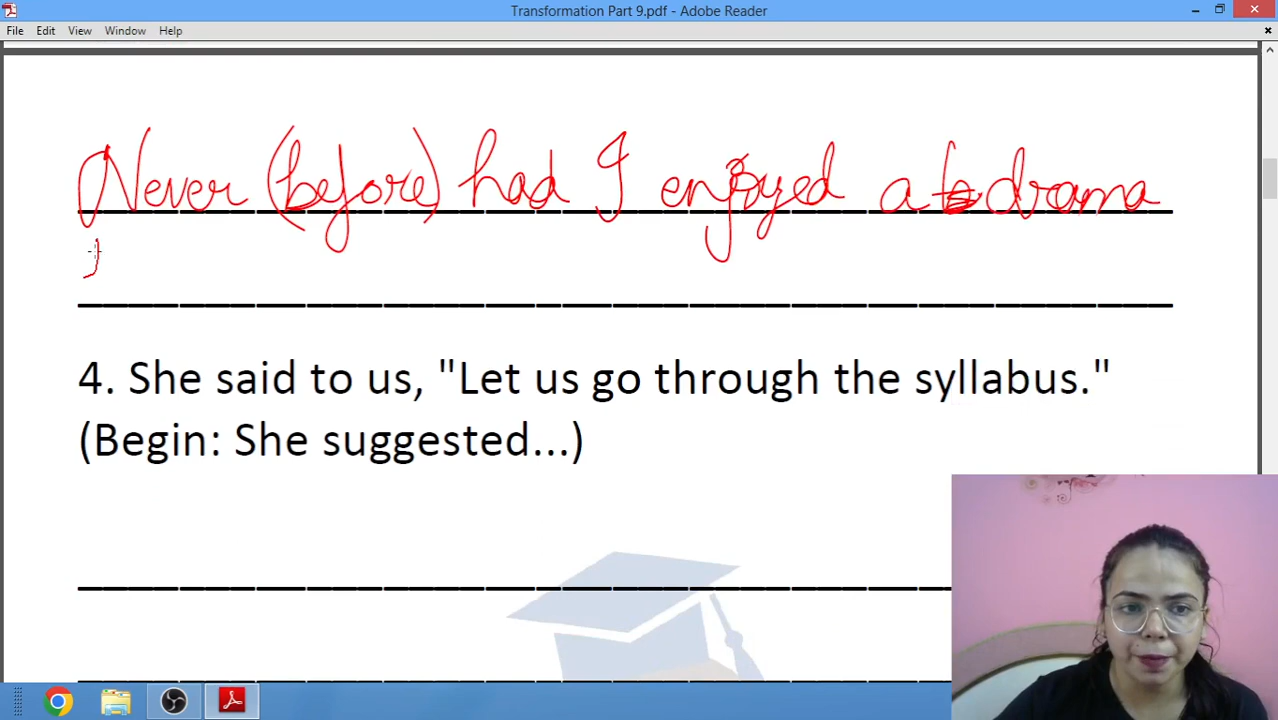 Transformation Part 9.pdf - Adobe Reader
File Edit View Window Help
Never (before) had I enjoyed a drama
4. She said to us, "Let us go through the syllabus."
(Begin: She suggested...)